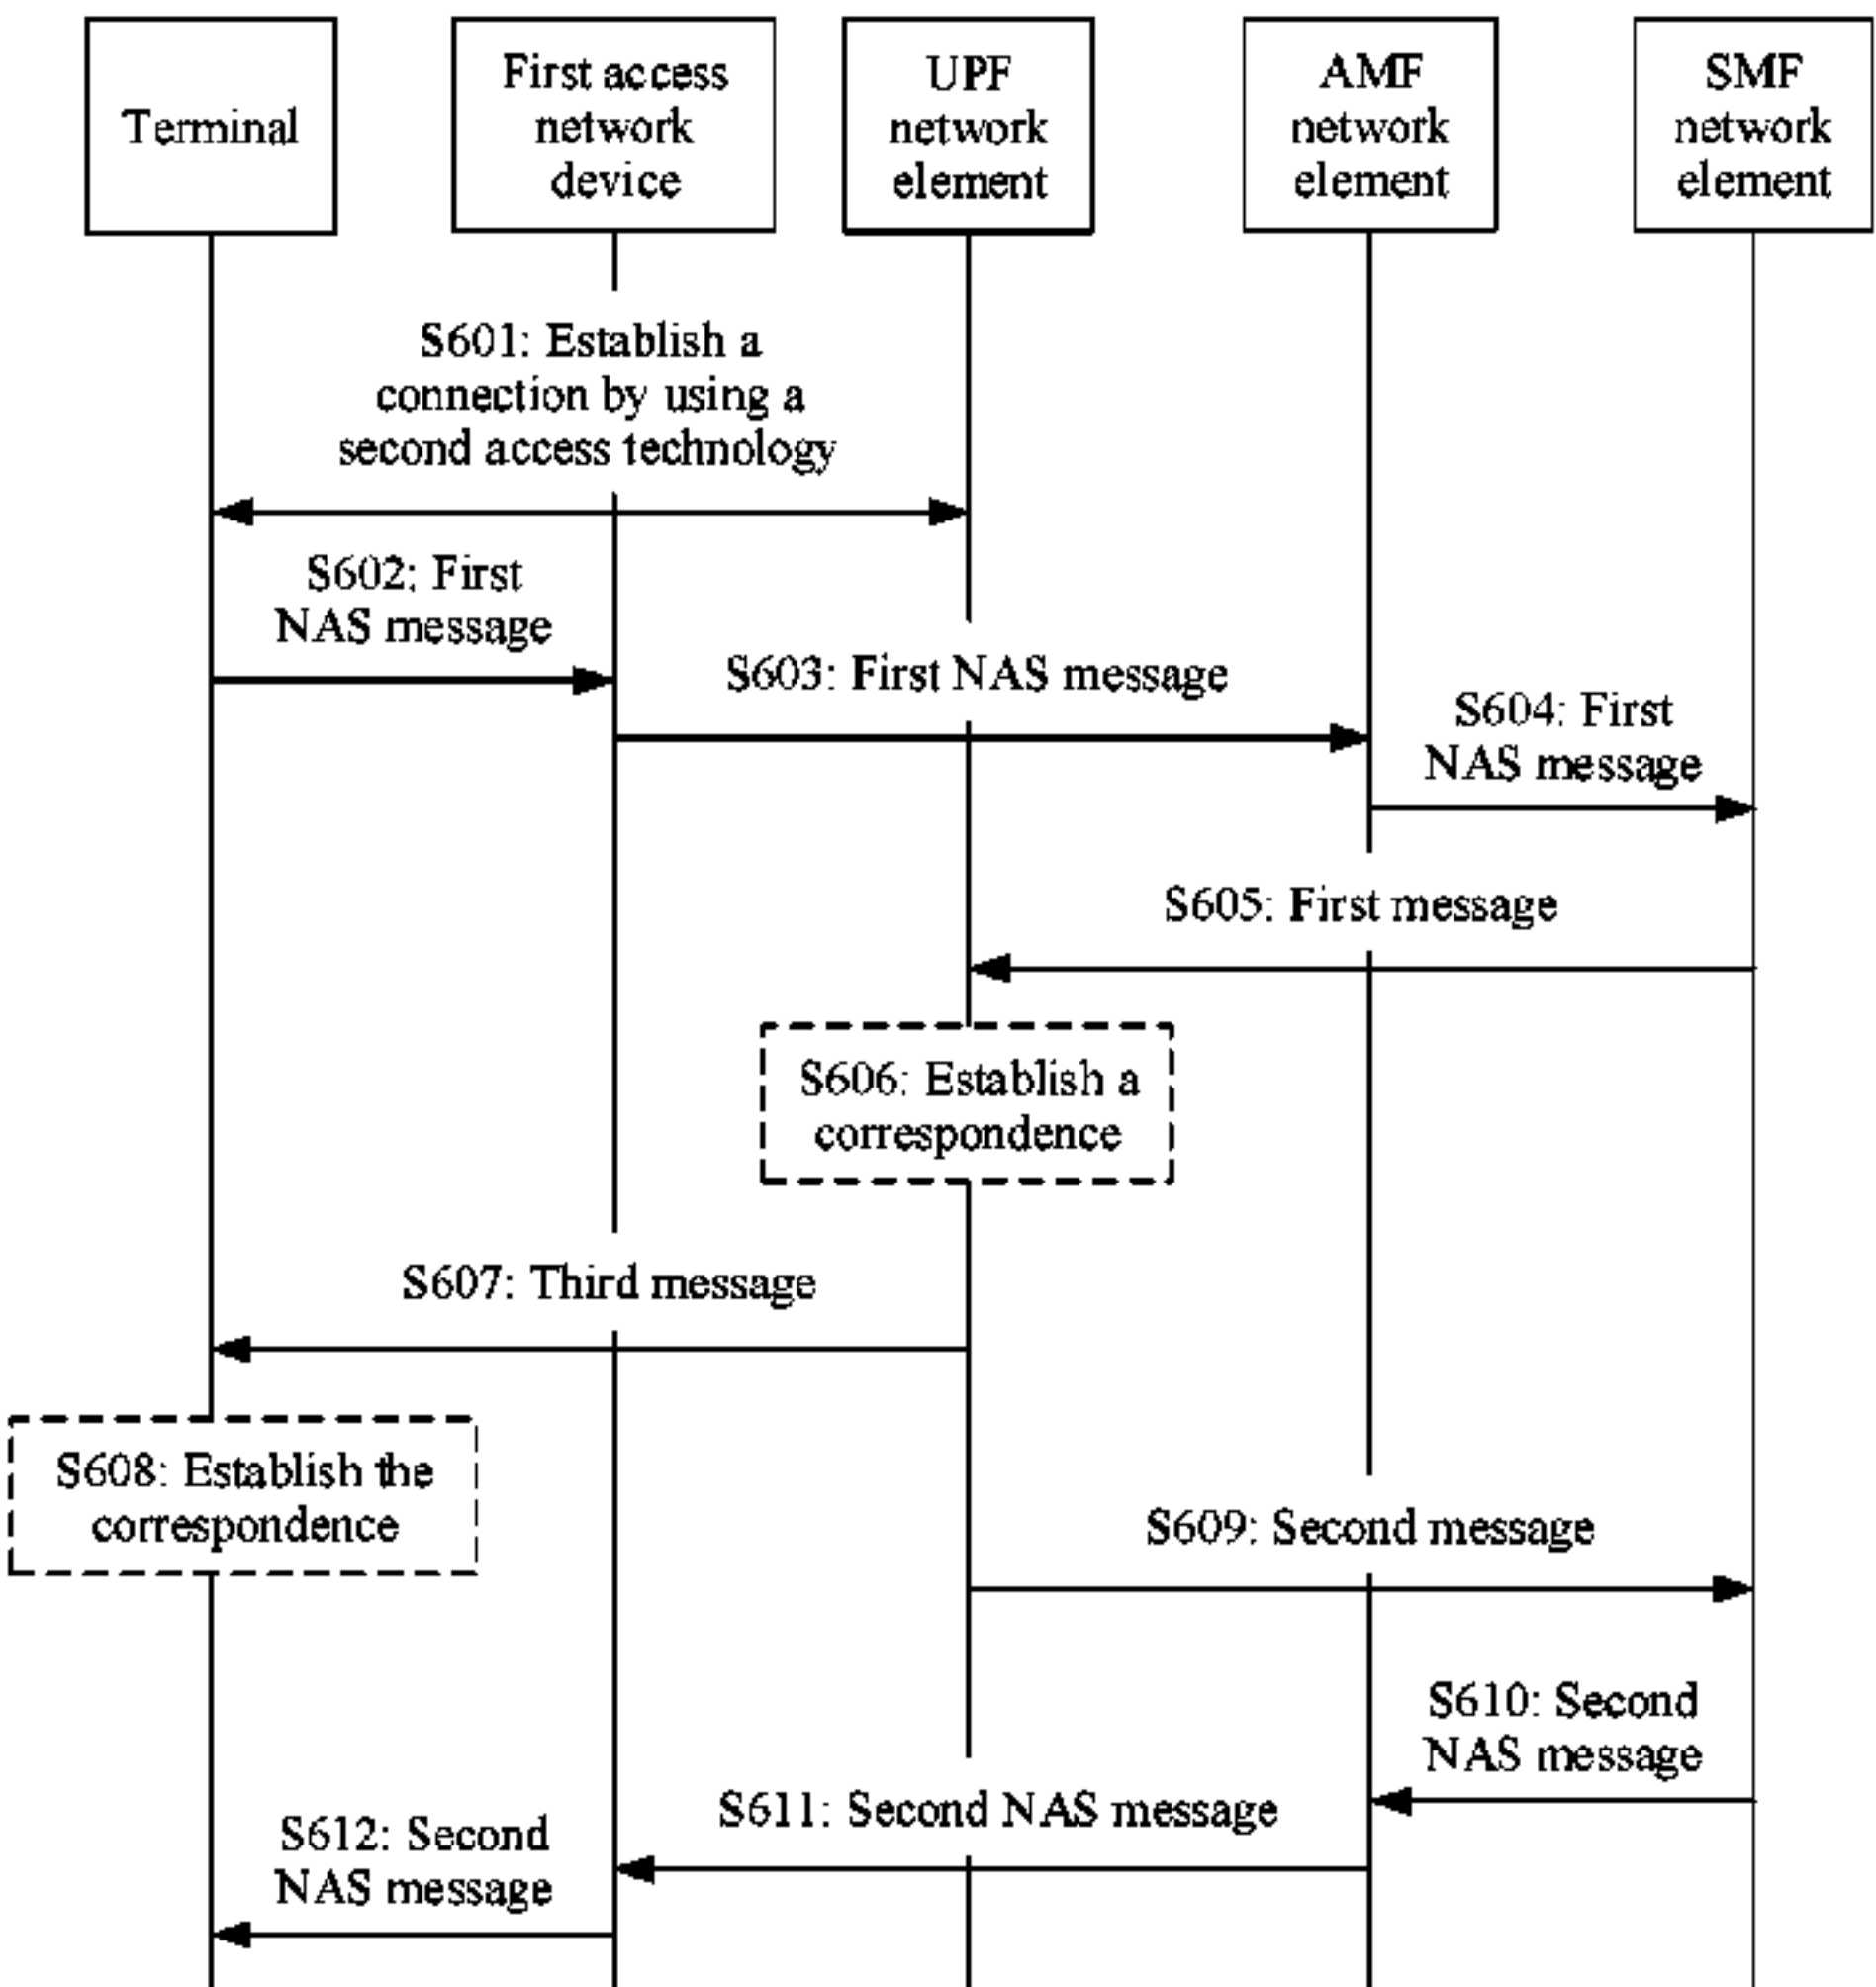 Terminal
First access
network
device
UPF
network
element
AMF
network
element
SMF
network
element
S601: Establish a
connection by using a
second access technology
S602: First
NAS message
S603: First NAS message
S604: First
NAS message
S605: First message
S606: Establish a
correspondence
S607: Third message
S608: Establish the
correspondence
S609: Second message
S610: Second
NAS message
S611: Second NAS message
S612: Second
NAS message